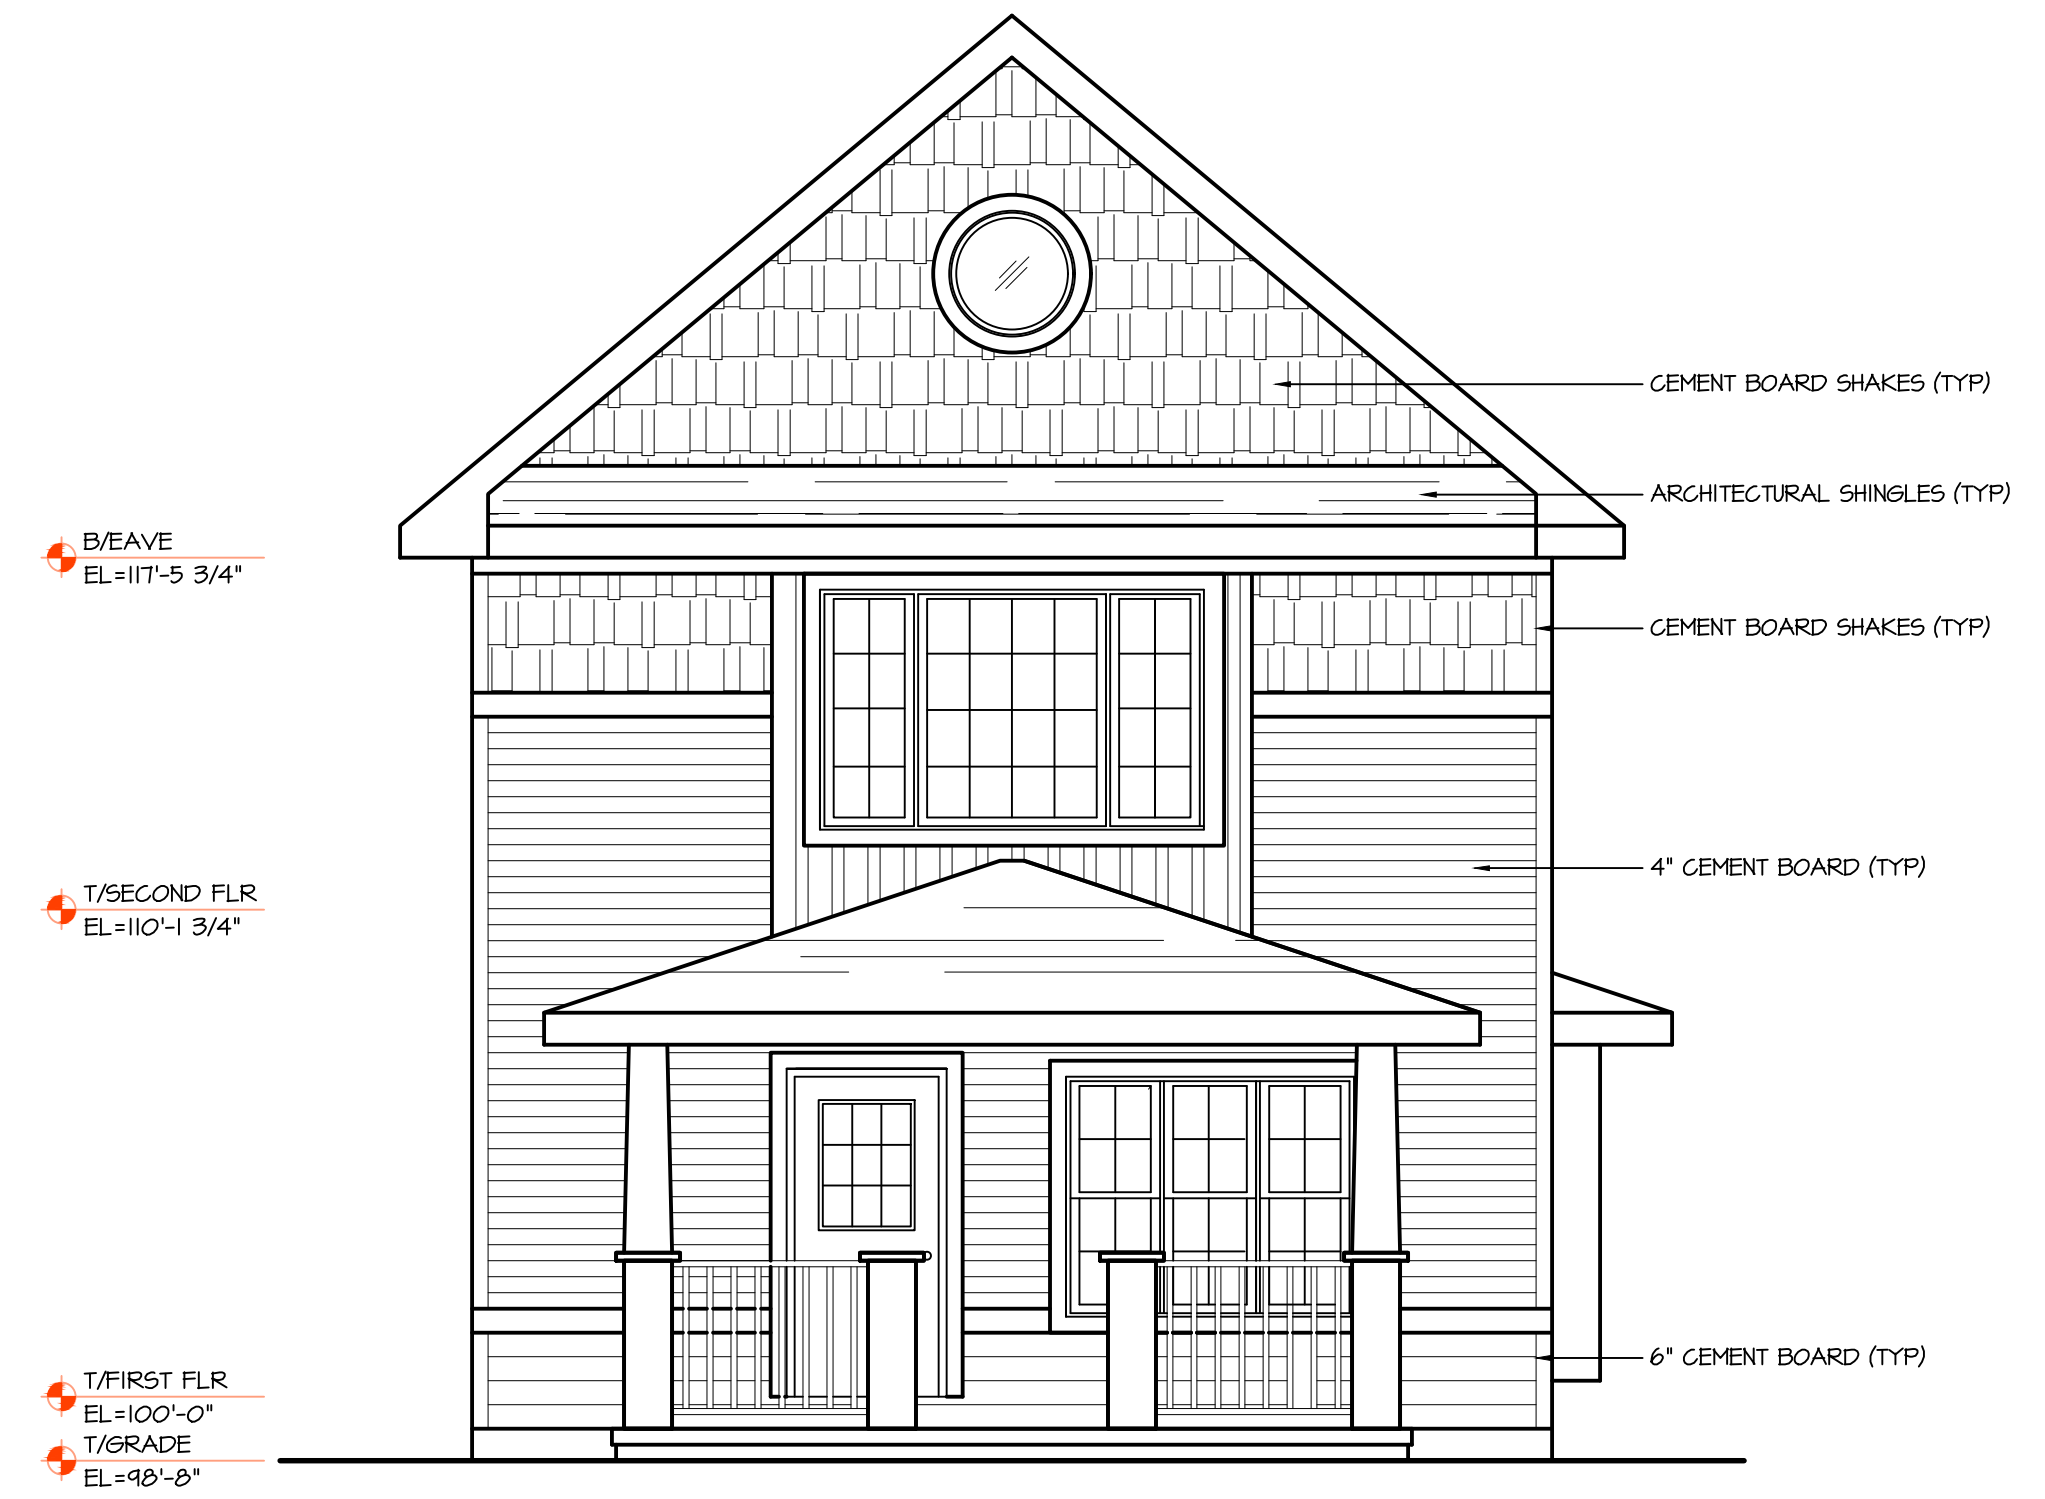 CEMENT BOARD SHAKES (TYP)
ARCHITECTURAL SHINGLES (TYP)
B/EAVE
EL=117'-5 3/4"
CEMENT BOARD SHAKES (TYP)
4" CEMENT BOARD (TYP)
T/SECOND FLR
EL=110'-1 3/4"
6" CEMENT BOARD (TYP)
T/FIRST FLR
EL=100'-0"
T/GRADE
EL=98'-8"